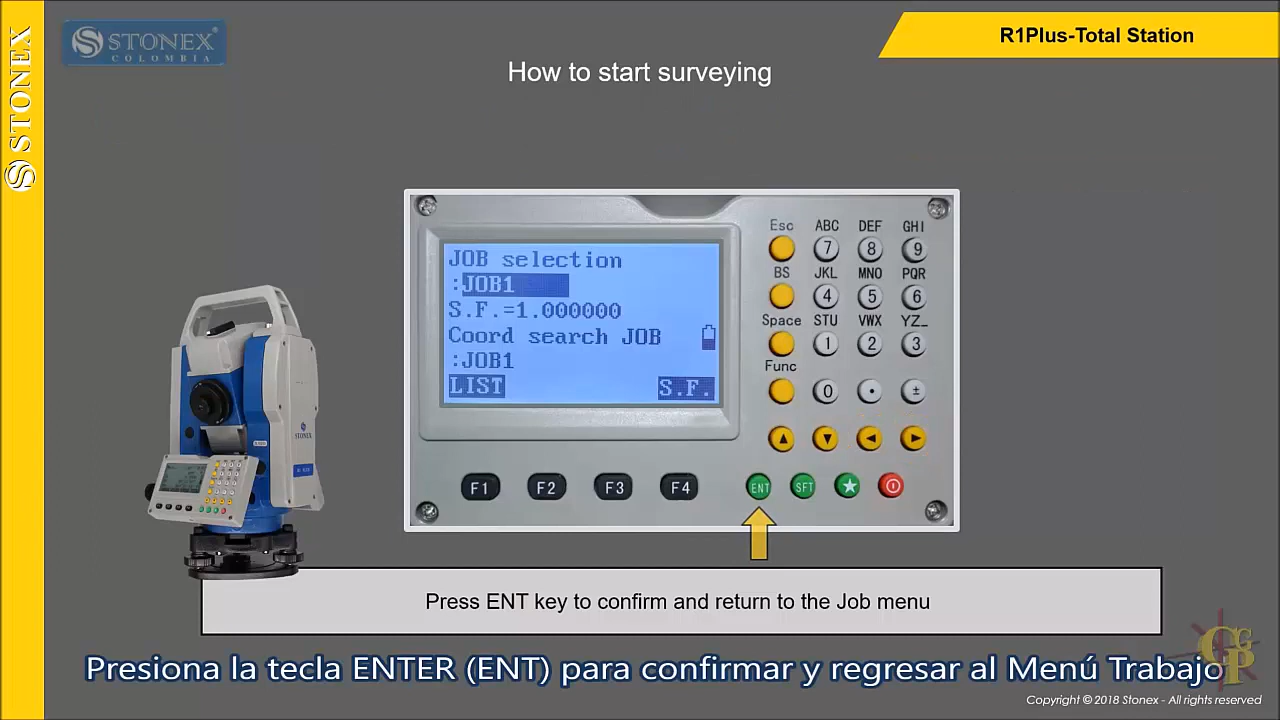 STONEX
STONEX®
COLOMBIA
R1Plus-Total Station
How to start surveying
JOB selection
:JOB1
S.F.=1.000000
Coord search JOB
:JOB1
LIST S.F.
Esc ABC DEF GHI
7 8 9
BS JKL MNO PQR
4 5 6
Space STU VWX YZ_
1 2 3
Func
0 • ±
F1 F2 F3 F4 ENT SFT
STONEX
Press ENT key to confirm and return to the Job menu
Presiona la tecla ENTER (ENT) para confirmar y regresar al Menú Trabajo
Copyright © 2018 Stonex - All rights reserved